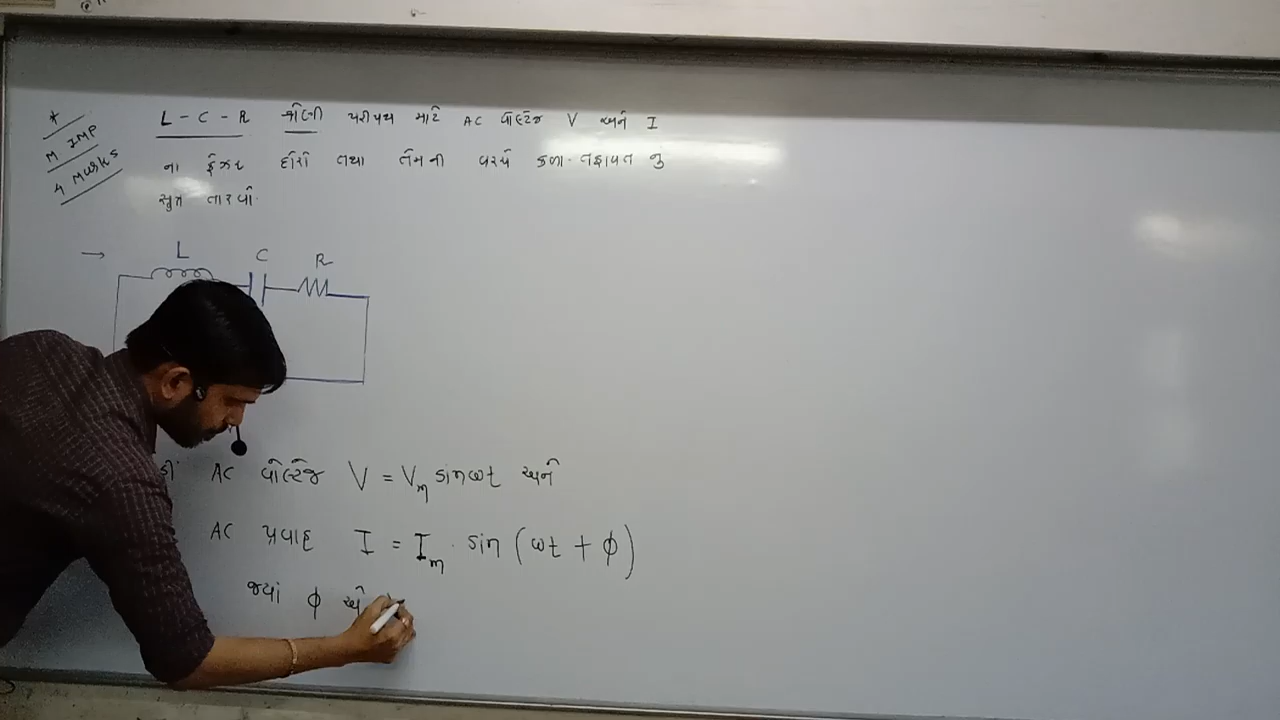 *
M IMP
4 Marks
L - C - R શ્રેણી પરીપથ માટે AC વોલ્ટેજ V અને I
ના ફેઝર દોરો તથા તેમની વચ્ચે કળા-તફાવત નુ
સુત્ર તારવો.
→
L
C
R
AC વોલ્ટેજ V = Vm sinωt અને
AC પ્રવાહ I = Im · sin (ωt + ϕ)
જ્યાં ϕ એ